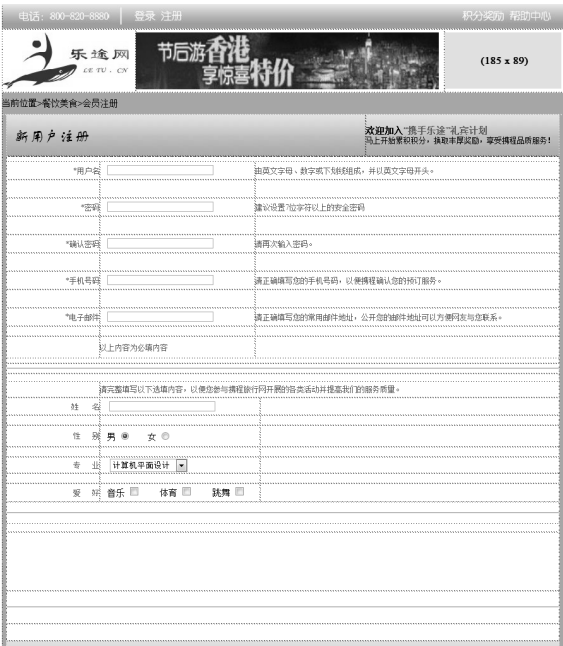 电话: 800-820-8880 登录 注册 积分奖励 帮助中心
乐途网
LE TU . CN
节后游香港
享惊喜特价
(185 x 89)
当前位置>餐饮美食>会员注册
新用户注册
欢迎加入"携手乐途"礼宾计划
马上开始累积积分，换取丰厚奖励，享受携程品质服务！
*用户名 由英文字母、数字或下划线组成，并以英文字母开头。
*密码 建议设置7位字符以上的安全密码
*确认密码 请再次输入密码。
*手机号码 请正确填写您的手机号码，以便携程确认您的预订服务。
*电子邮件 请正确填写您的常用邮件地址，公开您的邮件地址可以方便网友与您联系。
以上内容为必填内容
请完整填写以下选填内容，以便您参与携程旅行网开展的各类活动并提高我们的服务质量。
姓 名
性 别 男 女
专 业 计算机平面设计
爱 好 音乐 体育 跳舞